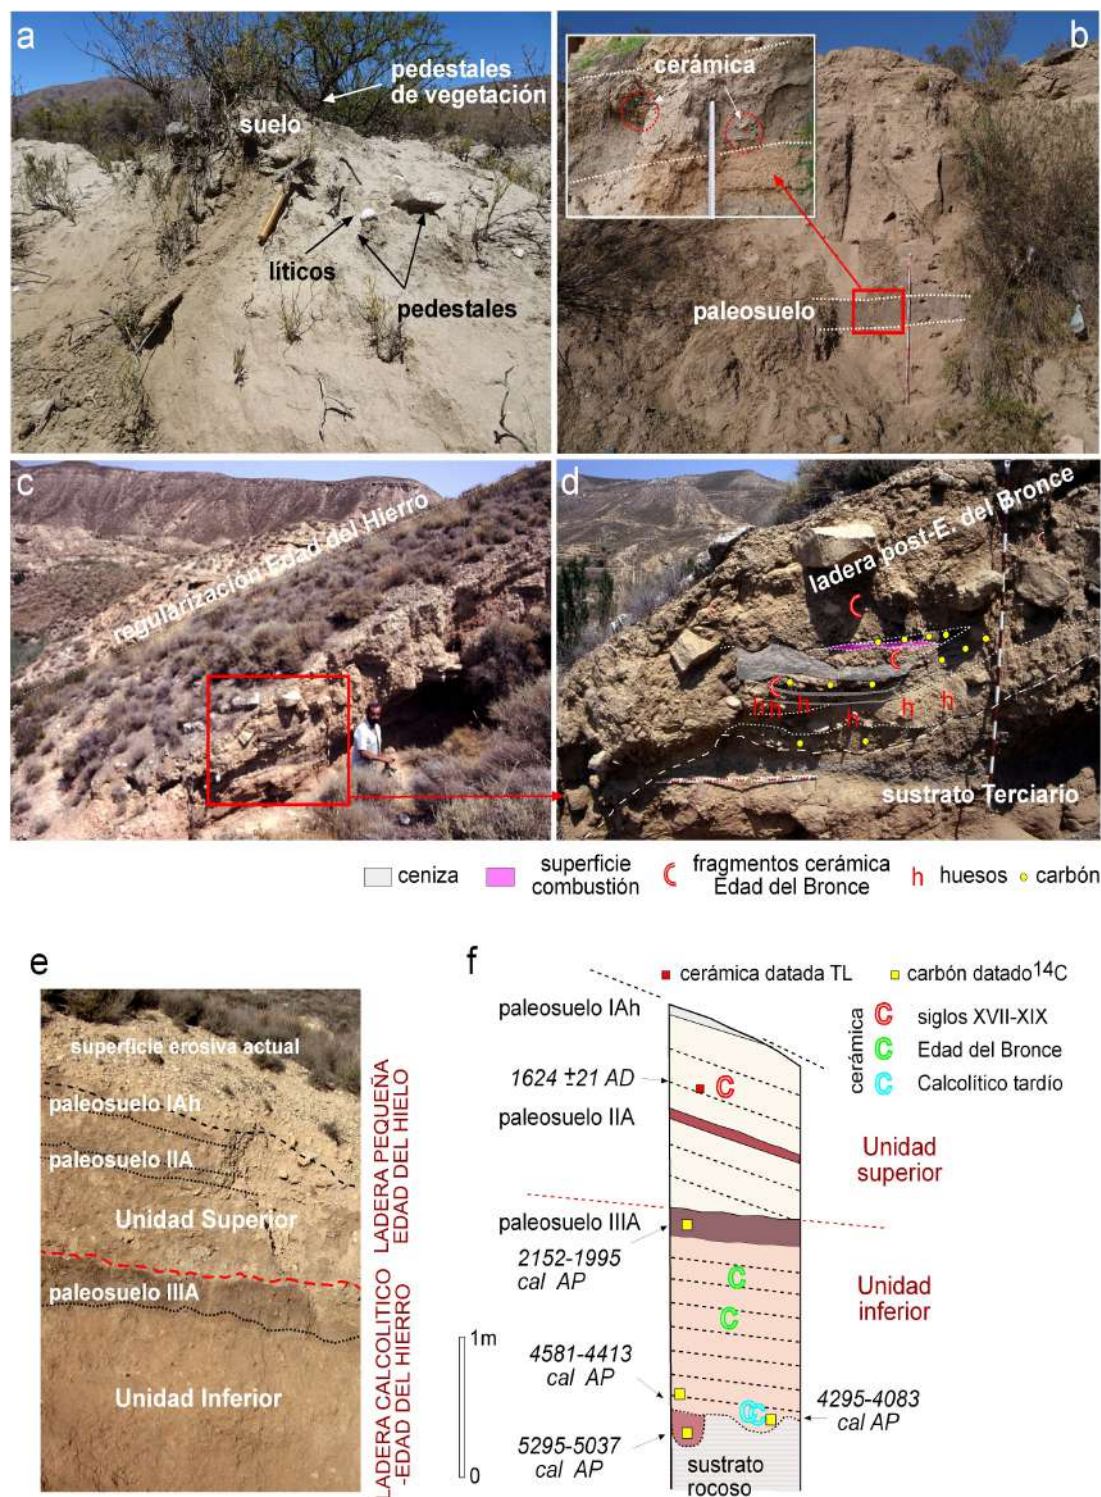 a
pedestales
de vegetación
suelo
líticos
pedestales
b
cerámica
paleosuelo
c
regularización Edad del Hierro
d
ladera post-E. del Bronce
h
h
h
h
h
h
sustrato Terciario
ceniza
superficie
combustión
fragmentos cerámica
Edad del Bronce
h huesos
carbón
e
superficie erosiva actual
paleosuelo IAh
paleosuelo IIA
Unidad Superior
paleosuelo IIIA
Unidad Inferior
LADERA PEQUEÑA
EDAD DEL HIELO
LADERA CALCOLITICO
-EDAD DEL HIERRO
f
cerámica datada TL
carbón datado 14C
cerámica
C siglos XVII-XIX
C Edad del Bronce
C Calcolítico tardío
paleosuelo IAh
1624 ±21 AD
C
paleosuelo IIA
Unidad
superior
paleosuelo IIIA
2152-1995
cal AP
C
C
Unidad
inferior
1m
0
4581-4413
cal AP
CC
4295-4083
cal AP
5295-5037
cal AP
sustrato
rocoso